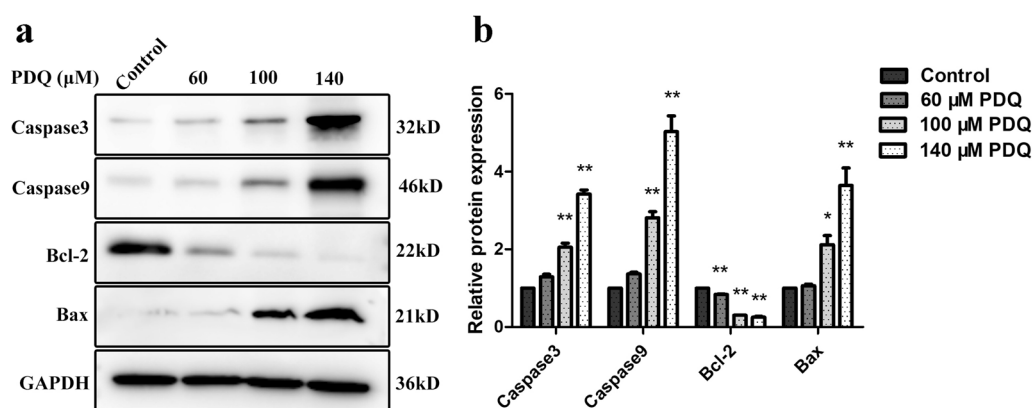 a
PDQ (μM) Control 60 100 140
Caspase3 32kD
Caspase9 46kD
Bcl-2 22kD
Bax 21kD
GAPDH 36kD
b
Control
60 μM PDQ
100 μM PDQ
140 μM PDQ
Relative protein expression
6
4
2
0
** **
** **
** ** **
* **
Caspase3 Caspase9 Bcl-2 Bax